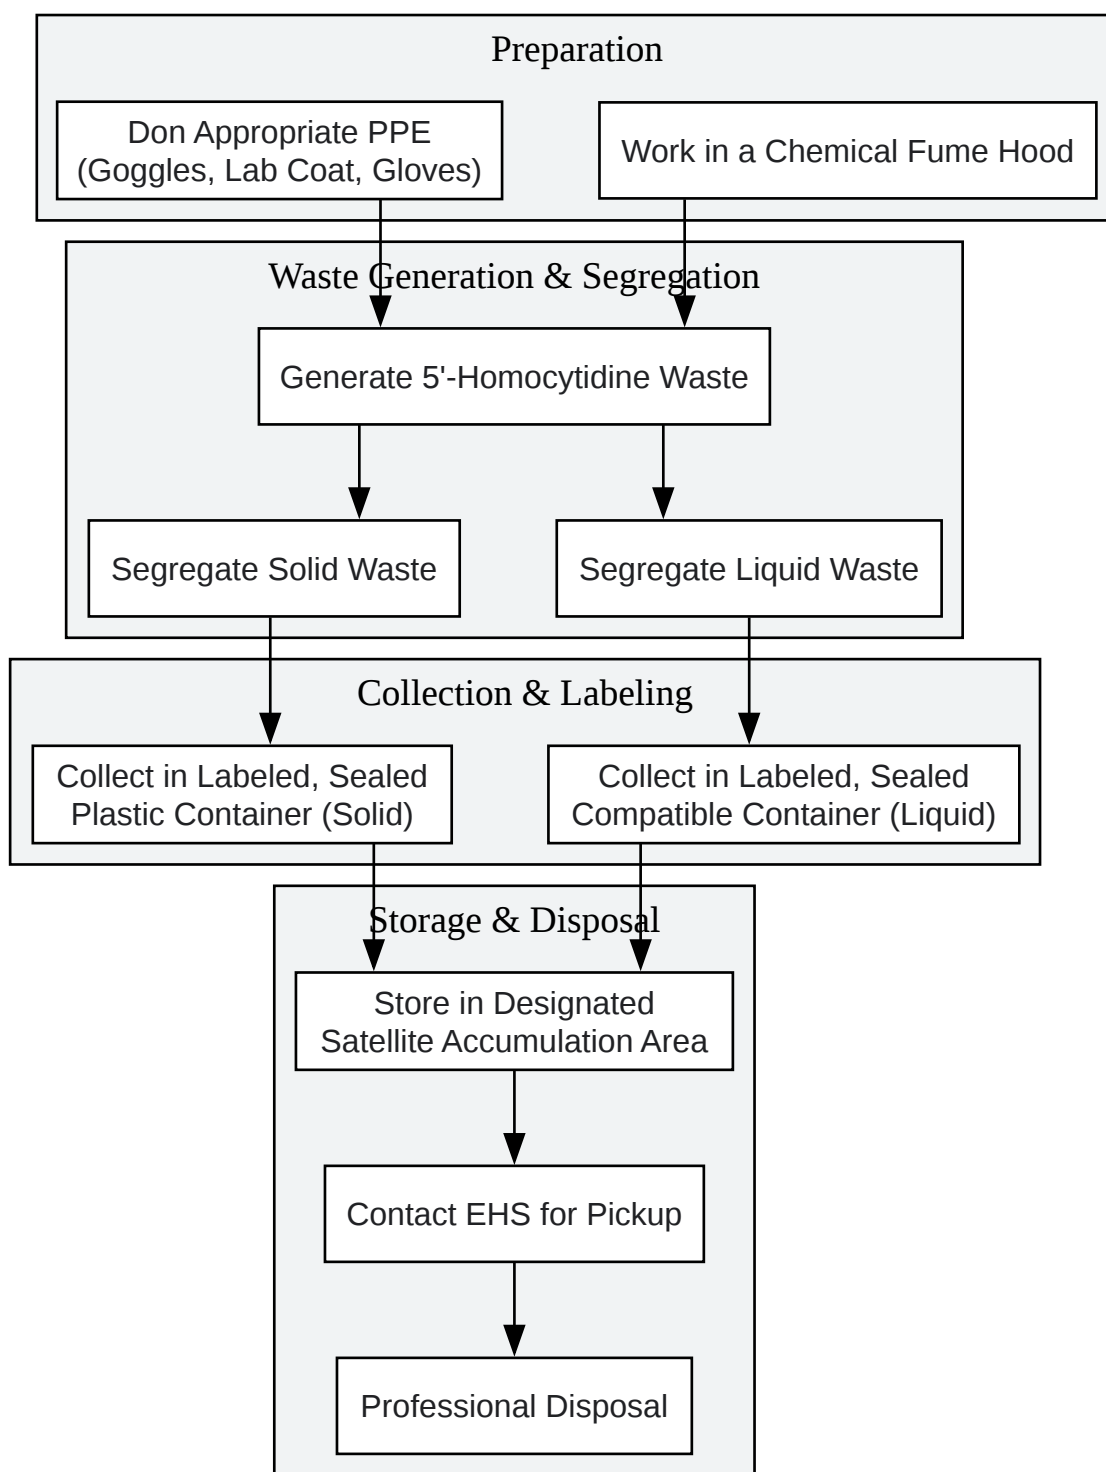 Preparation
Don Appropriate PPE
(Goggles, Lab Coat, Gloves)
Work in a Chemical Fume Hood
Waste Generation & Segregation
Generate 5'-Homocytidine Waste
Segregate Solid Waste
Segregate Liquid Waste
Collection & Labeling
Collect in Labeled, Sealed
Plastic Container (Solid)
Collect in Labeled, Sealed
Compatible Container (Liquid)
Storage & Disposal
Store in Designated
Satellite Accumulation Area
Contact EHS for Pickup
Professional Disposal